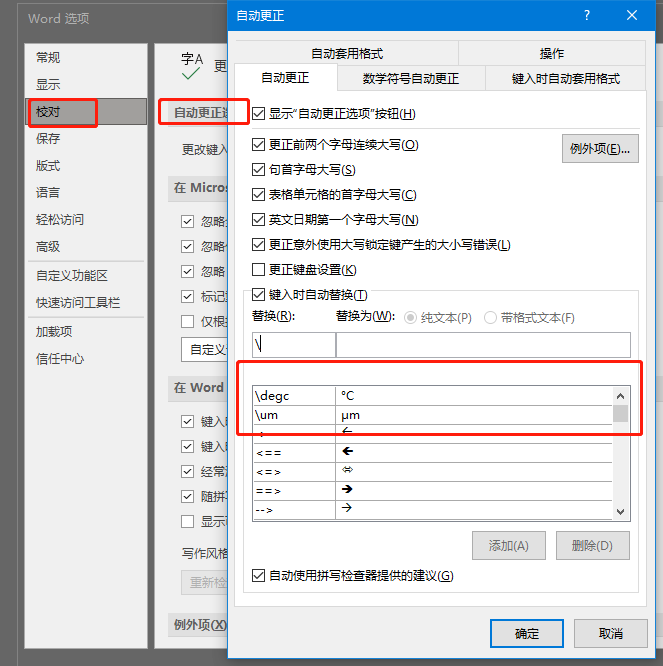 Word 选项
常规
显示
校对
保存
版式
语言
轻松访问
高级
自定义功能区
快速访问工具栏
加载项
信任中心
字A
更
自动更正
更改键入
在 Micros
忽略
忽略
忽略
标记
仅根
自定义
在 Word
键入
键入
经常
随拼
显示
写作风格
重新检
例外项(X)
自动更正
?
自动套用格式
操作
自动更正
数学符号自动更正
键入时自动套用格式
显示“自动更正选项”按钮(H)
更正前两个字母连续大写(O)
例外项(E)...
句首字母大写(S)
表格单元格的首字母大写(C)
英文日期第一个字母大写(N)
更正意外使用大写锁定键产生的大小写错误(L)
更正键盘设置(K)
键入时自动替换(T)
替换(R):
替换为(W):
纯文本(P)
带格式文本(F)
\
\degc ℃
\um μm
←
<== 🡰
<=> ⇔
==> 🡲
--> →
添加(A)
删除(D)
自动使用拼写检查器提供的建议(G)
确定
取消